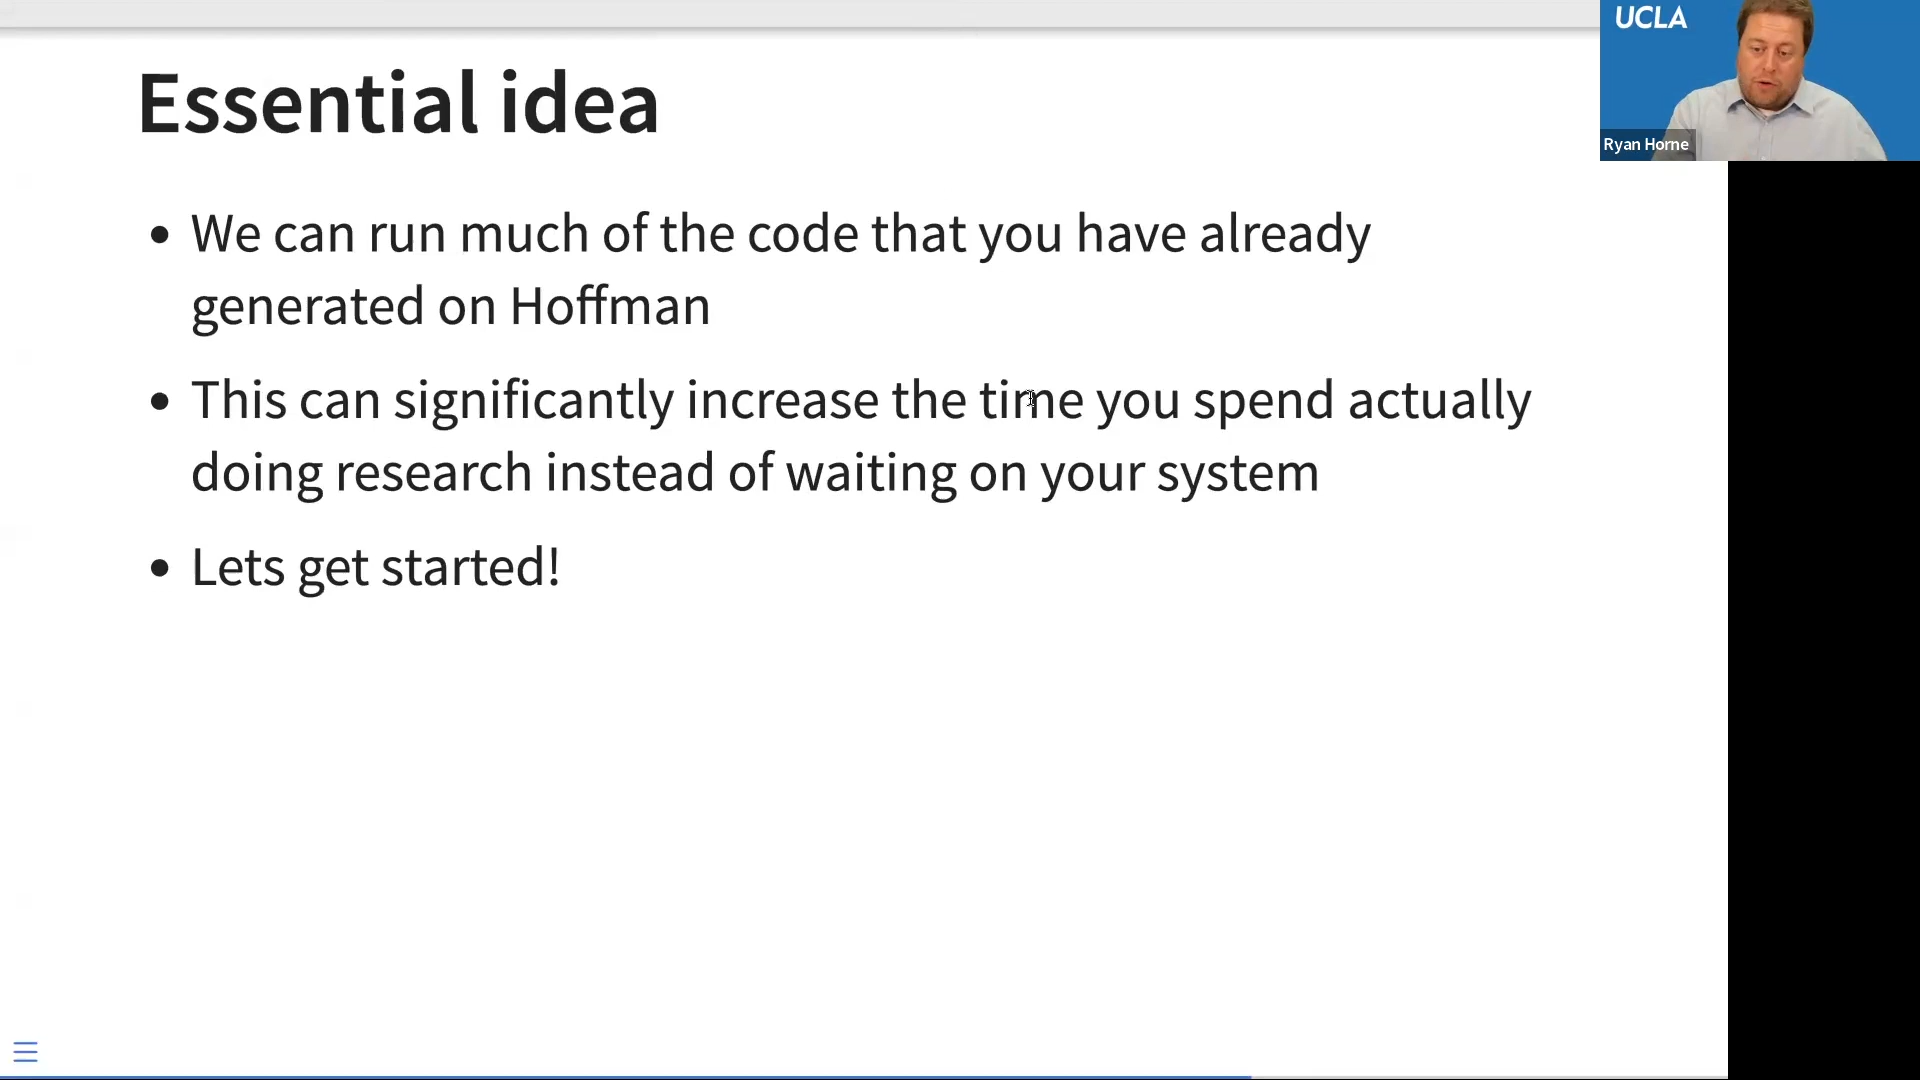 Essential idea
We can run much of the code that you have already
generated on Hoffman
This can significantly increase the time you spend actually
doing research instead of waiting on your system
Lets get started!
UCLA
Ryan Horne